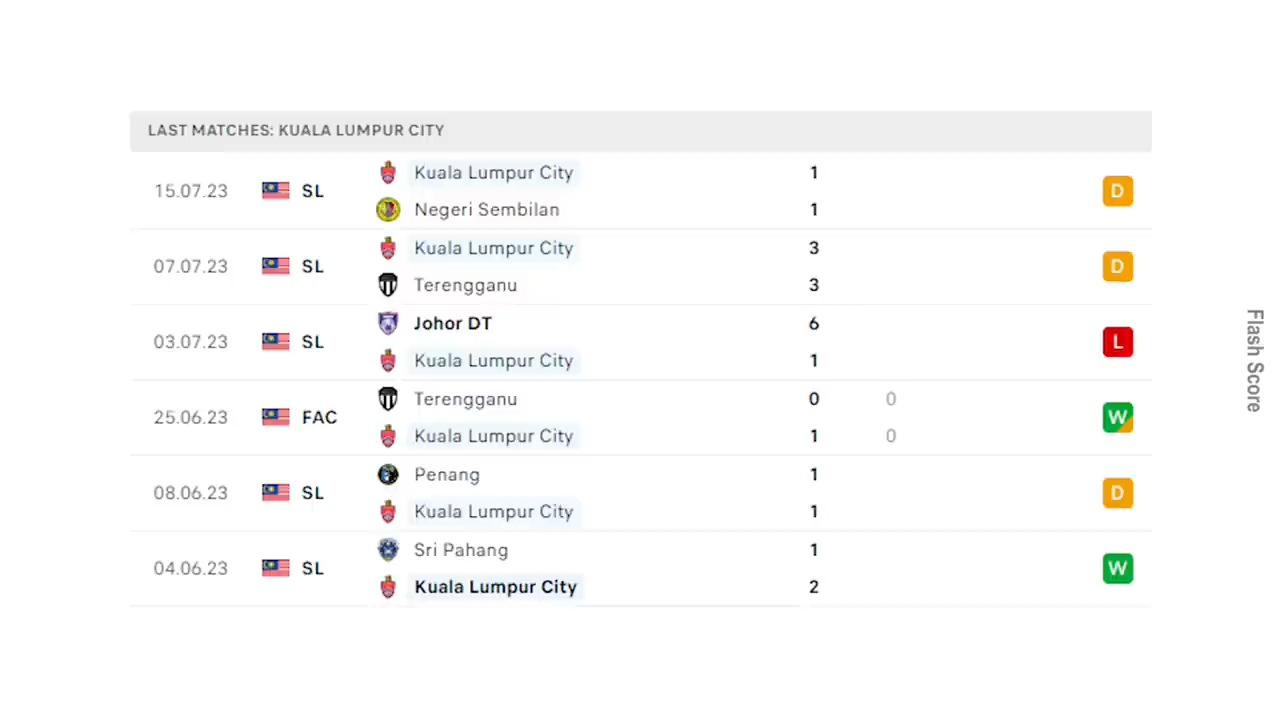 LAST MATCHES: KUALA LUMPUR CITY
15.07.23 SL Kuala Lumpur City 1 D
Negeri Sembilan 1
07.07.23 SL Kuala Lumpur City 3 D
Terengganu 3
03.07.23 SL Johor DT 6 L
Kuala Lumpur City 1
25.06.23 FAC Terengganu 0 0 W
Kuala Lumpur City 1 0
08.06.23 SL Penang 1 D
Kuala Lumpur City 1
04.06.23 SL Sri Pahang 1 W
Kuala Lumpur City 2
Flash Score